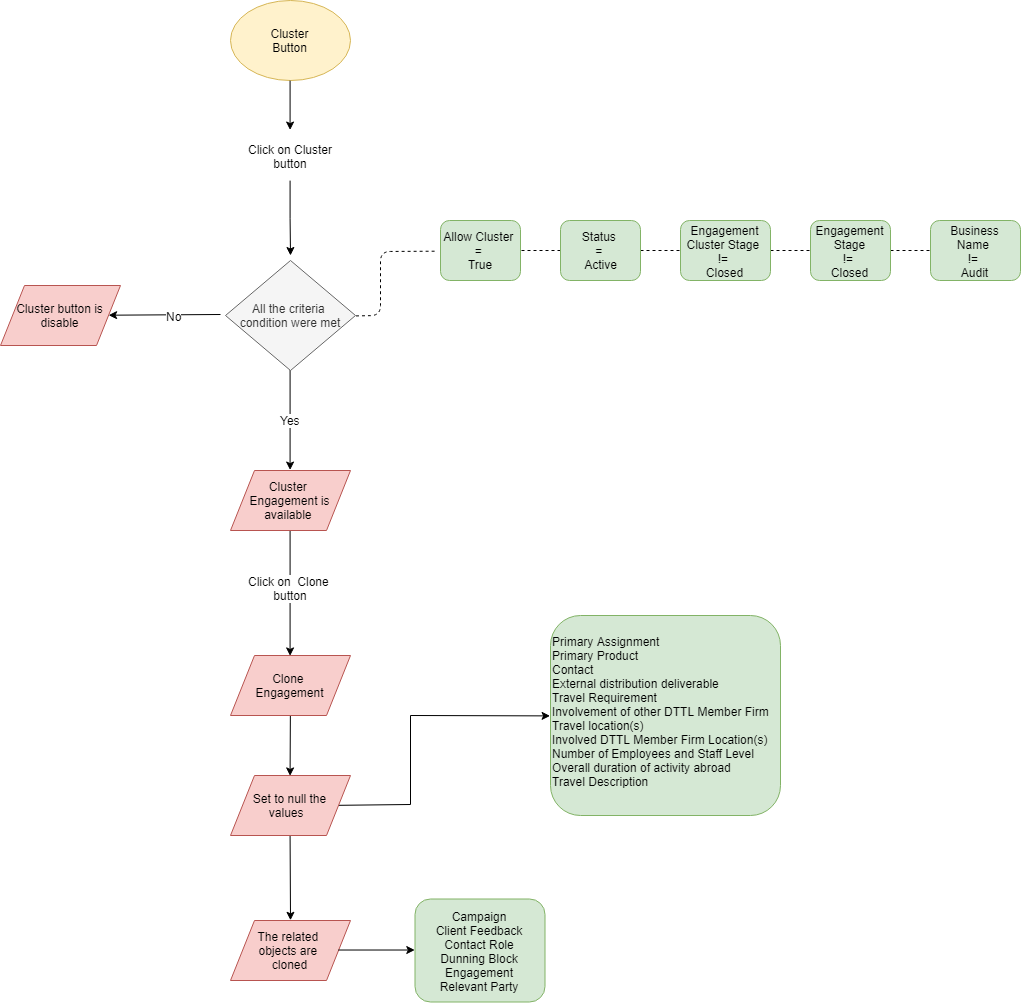 Cluster
Button
Click on Cluster
button
All the criteria
condition were met
Allow Cluster
=
True
Status
=
Active
Engagement
Cluster Stage
!=
Closed
Engagement
Stage
!=
Closed
Business
Name
!=
Audit
No
Cluster button is
disable
Yes
Cluster
Engagement is
available
Click on Clone
button
Clone
Engagement
Set to null the
values
Primary Assignment
Primary Product
Contact
External distribution deliverable
Travel Requirement
Involvement of other DTTL Member Firm
Travel location(s)
Involved DTTL Member Firm Location(s)
Number of Employees and Staff Level
Overall duration of activity abroad
Travel Description
The related
objects are
cloned
Campaign
Client Feedback
Contact Role
Dunning Block
Engagement
Relevant Party